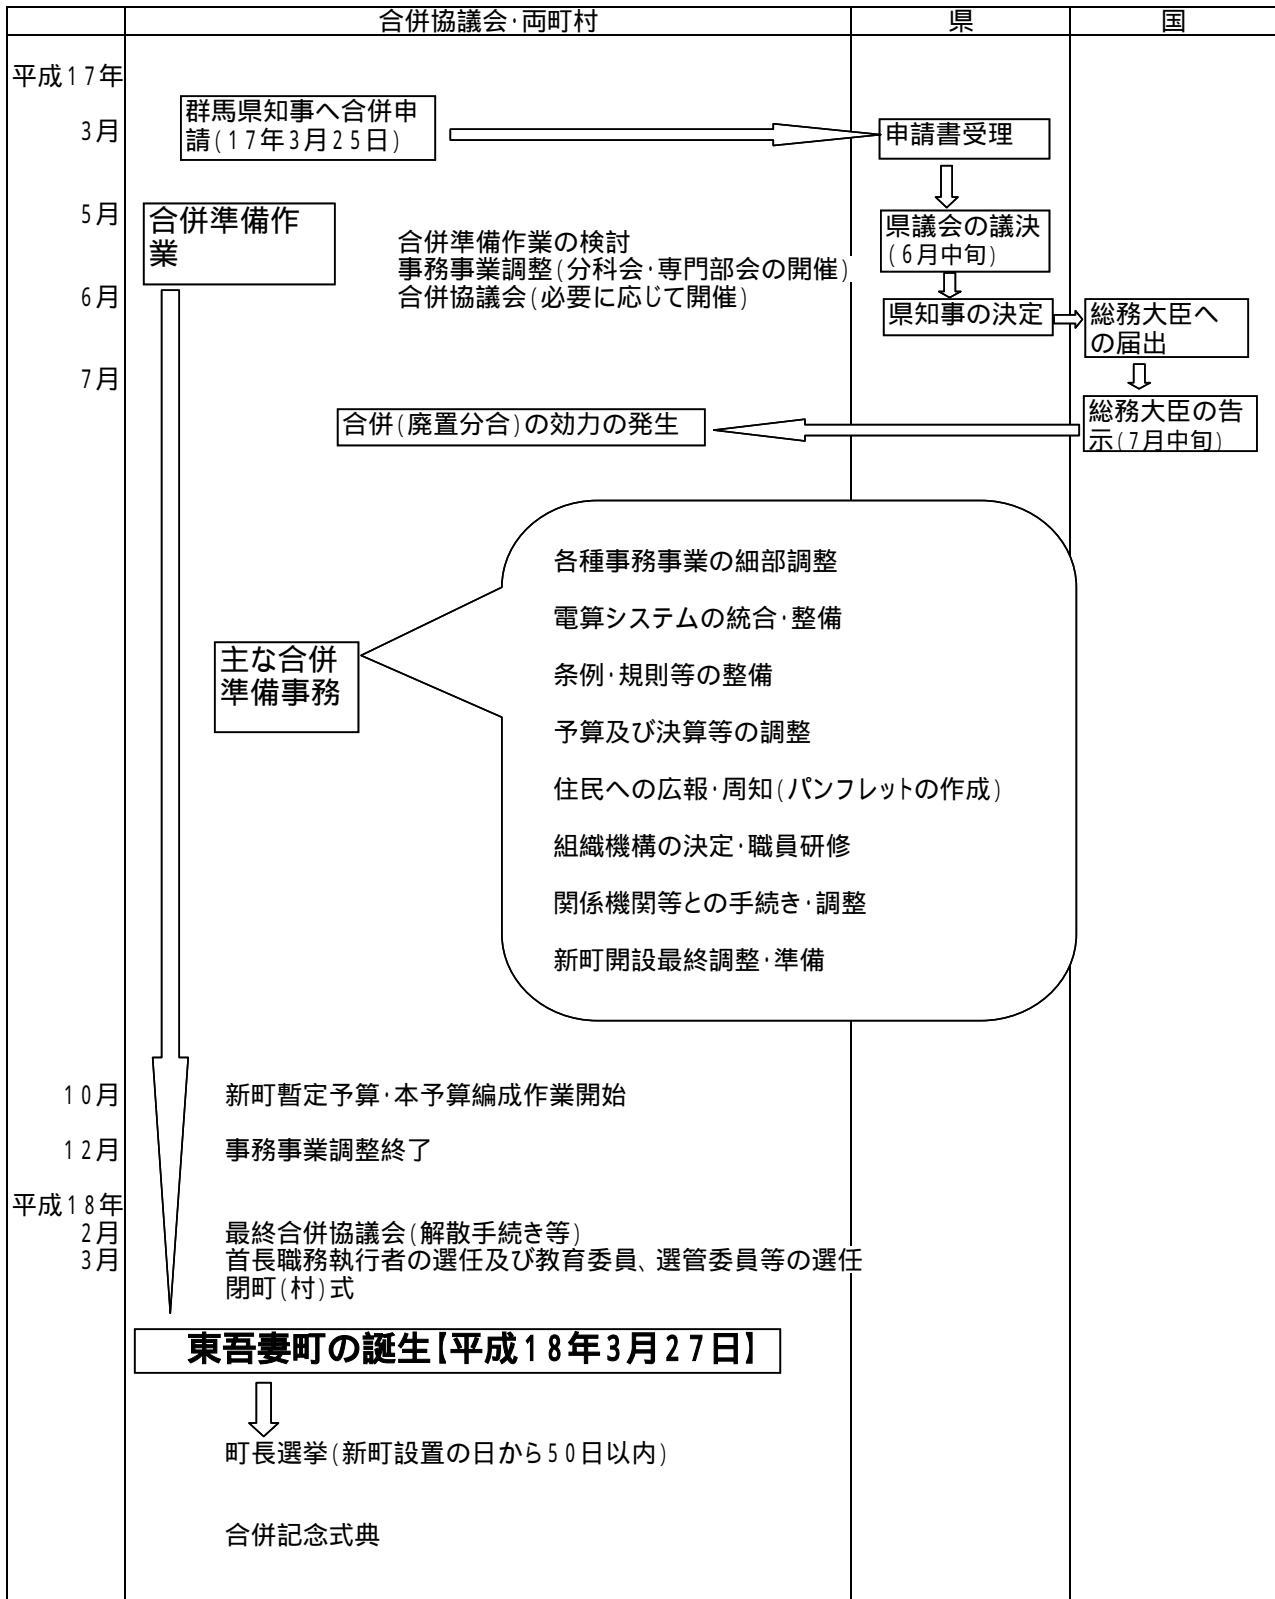 合併協議会・両町村
県
国
平成17年
3月
群馬県知事へ合併申
請(17年3月25日)
申請書受理
5月
合併準備作
業
合併準備作業の検討
事務事業調整(分科会・専門部会の開催)
合併協議会(必要に応じて開催)
県議会の議決
(6月中旬)
6月
県知事の決定
総務大臣へ
の届出
7月
総務大臣の告
示(7月中旬)
合併(廃置分合)の効力の発生
主な合併
準備事務
各種事務事業の細部調整
電算システムの統合・整備
条例・規則等の整備
予算及び決算等の調整
住民への広報・周知(パンフレットの作成)
組織機構の決定・職員研修
関係機関等との手続き・調整
新町開設最終調整・準備
10月
新町暫定予算・本予算編成作業開始
12月
事務事業調整終了
平成18年
2月
最終合併協議会(解散手続き等)
3月
首長職務執行者の選任及び教育委員、選管委員等の選任
閉町(村)式
東吾妻町の誕生【平成18年3月27日】
町長選挙(新町設置の日から50日以内)
合併記念式典